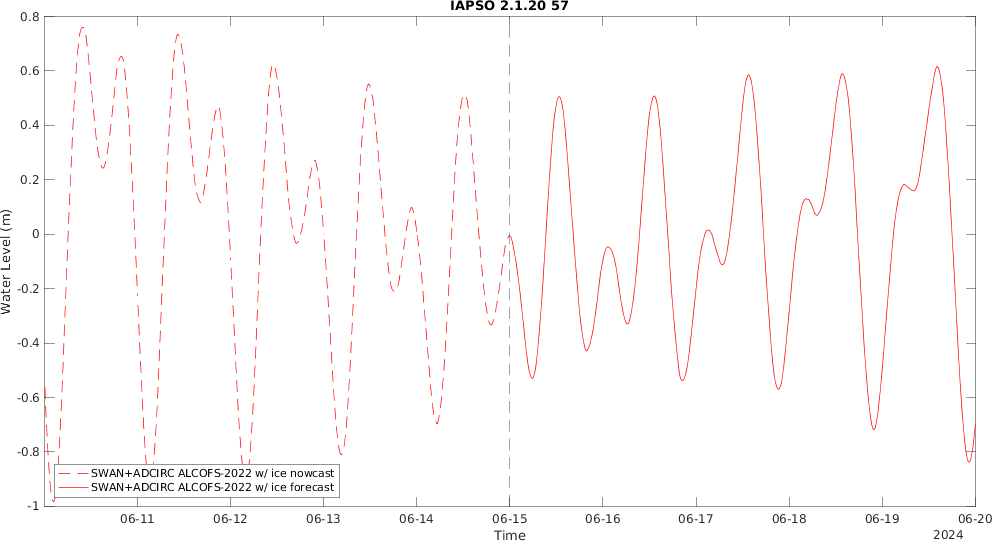 IAPSO 2.1.20 57
0.8
0.6
0.4
0.2
0
-0.2
-0.4
-0.6
-0.8
-1
Water Level (m)
SWAN+ADCIRC ALCOFS-2022 w/ ice nowcast
SWAN+ADCIRC ALCOFS-2022 w/ ice forecast
06-11 06-12 06-13 06-14 06-15 06-16 06-17 06-18 06-19 06-20
Time
2024